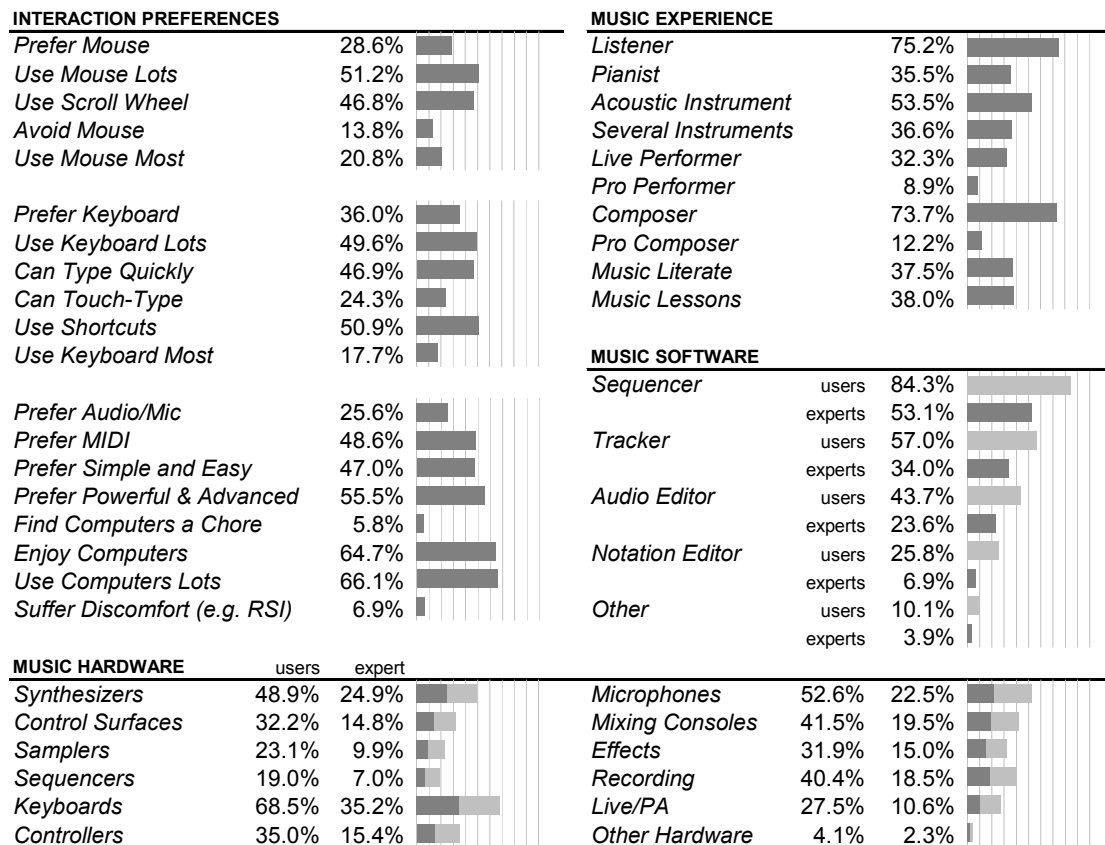 INTERACTION PREFERENCES
Prefer Mouse 28.6%
Use Mouse Lots 51.2%
Use Scroll Wheel 46.8%
Avoid Mouse 13.8%
Use Mouse Most 20.8%
Prefer Keyboard 36.0%
Use Keyboard Lots 49.6%
Can Type Quickly 46.9%
Can Touch-Type 24.3%
Use Shortcuts 50.9%
Use Keyboard Most 17.7%
Prefer Audio/Mic 25.6%
Prefer MIDI 48.6%
Prefer Simple and Easy 47.0%
Prefer Powerful & Advanced 55.5%
Find Computers a Chore 5.8%
Enjoy Computers 64.7%
Use Computers Lots 66.1%
Suffer Discomfort (e.g. RSI) 6.9%
MUSIC EXPERIENCE
Listener 75.2%
Pianist 35.5%
Acoustic Instrument 53.5%
Several Instruments 36.6%
Live Performer 32.3%
Pro Performer 8.9%
Composer 73.7%
Pro Composer 12.2%
Music Literate 37.5%
Music Lessons 38.0%
MUSIC SOFTWARE
Sequencer users 84.3%
experts 53.1%
Tracker users 57.0%
experts 34.0%
Audio Editor users 43.7%
experts 23.6%
Notation Editor users 25.8%
experts 6.9%
Other users 10.1%
experts 3.9%
MUSIC HARDWARE users expert
Synthesizers 48.9% 24.9%
Control Surfaces 32.2% 14.8%
Samplers 23.1% 9.9%
Sequencers 19.0% 7.0%
Keyboards 68.5% 35.2%
Controllers 35.0% 15.4%
Microphones 52.6% 22.5%
Mixing Consoles 41.5% 19.5%
Effects 31.9% 15.0%
Recording 40.4% 18.5%
Live/PA 27.5% 10.6%
Other Hardware 4.1% 2.3%